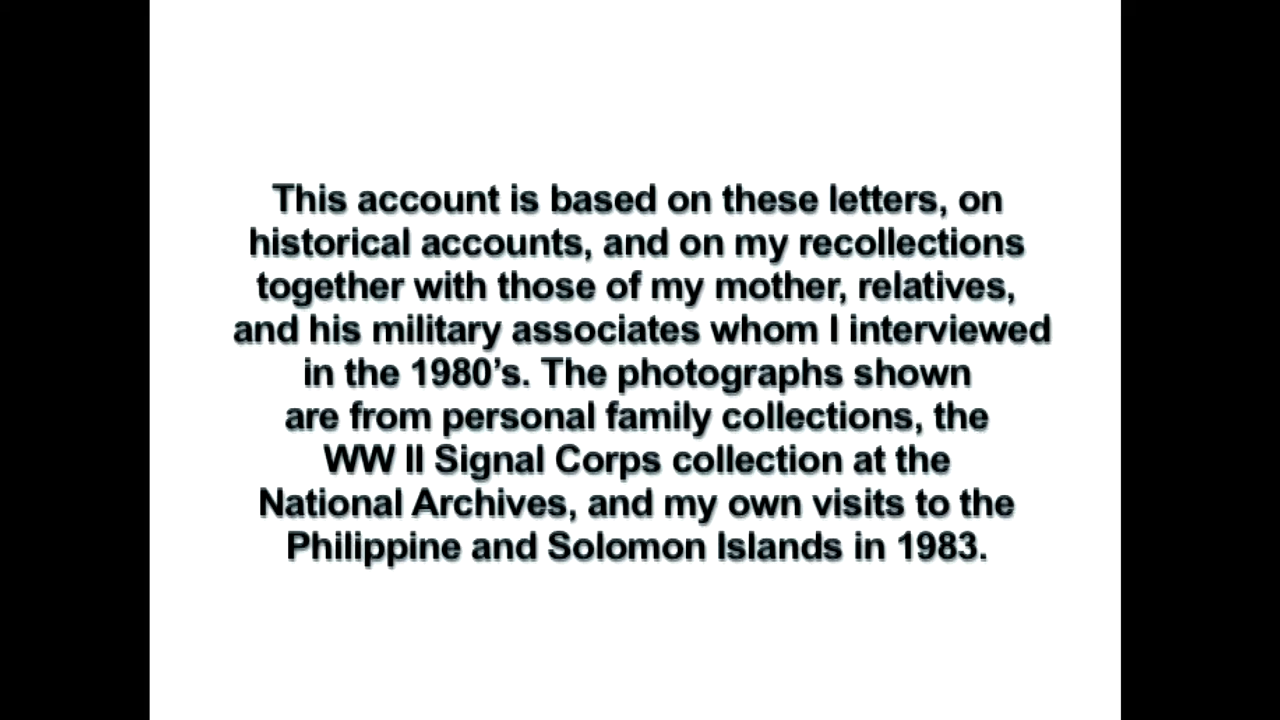 This account is based on these letters, on
historical accounts, and on my recollections
together with those of my mother, relatives,
and his military associates whom I interviewed
in the 1980’s. The photographs shown
are from personal family collections, the
WW II Signal Corps collection at the
National Archives, and my own visits to the
Philippine and Solomon Islands in 1983.